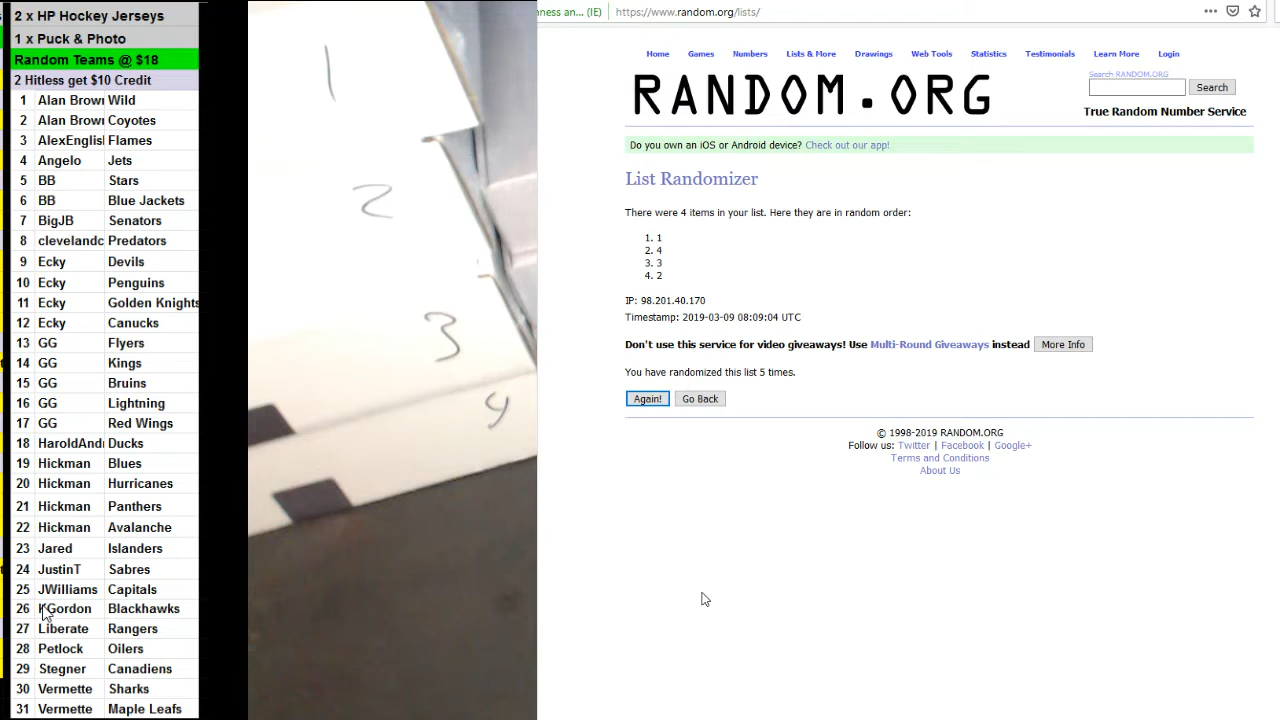 2 x HP Hockey Jerseys
1 x Puck & Photo
Random Teams @ $18
2 Hitless get $10 Credit
1 Alan Brown Wild
2 Alan Brown Coyotes
3 AlexEnglis Flames
4 Angelo Jets
5 BB Stars
6 BB Blue Jackets
7 BigJB Senators
8 clevelandc Predators
9 Ecky Devils
10 Ecky Penguins
11 Ecky Golden Knights
12 Ecky Canucks
13 GG Flyers
14 GG Kings
15 GG Bruins
16 GG Lightning
17 GG Red Wings
18 HaroldAnd Ducks
19 Hickman Blues
20 Hickman Hurricanes
21 Hickman Panthers
22 Hickman Avalanche
23 Jared Islanders
24 JustinT Sabres
25 JWilliams Capitals
26 KGordon Blackhawks
27 Liberate Rangers
28 Petlock Oilers
29 Stegner Canadiens
30 Vermette Sharks
31 Vermette Maple Leafs
1
2
3
4
ness an... (IE) https://www.random.org/lists/
Home Games Numbers Lists & More Drawings Web Tools Statistics Testimonials Learn More Login
RANDOM.ORG
Search RANDOM.ORG
Search
True Random Number Service
Do you own an iOS or Android device? Check out our app!
List Randomizer
There were 4 items in your list. Here they are in random order:
1. 1
2. 4
3. 3
4. 2
IP: 98.201.40.170
Timestamp: 2019-03-09 08:09:04 UTC
Don't use this service for video giveaways! Use Multi-Round Giveaways instead More Info
You have randomized this list 5 times.
Again! Go Back
© 1998-2019 RANDOM.ORG
Follow us: Twitter | Facebook | Google+
Terms and Conditions
About Us